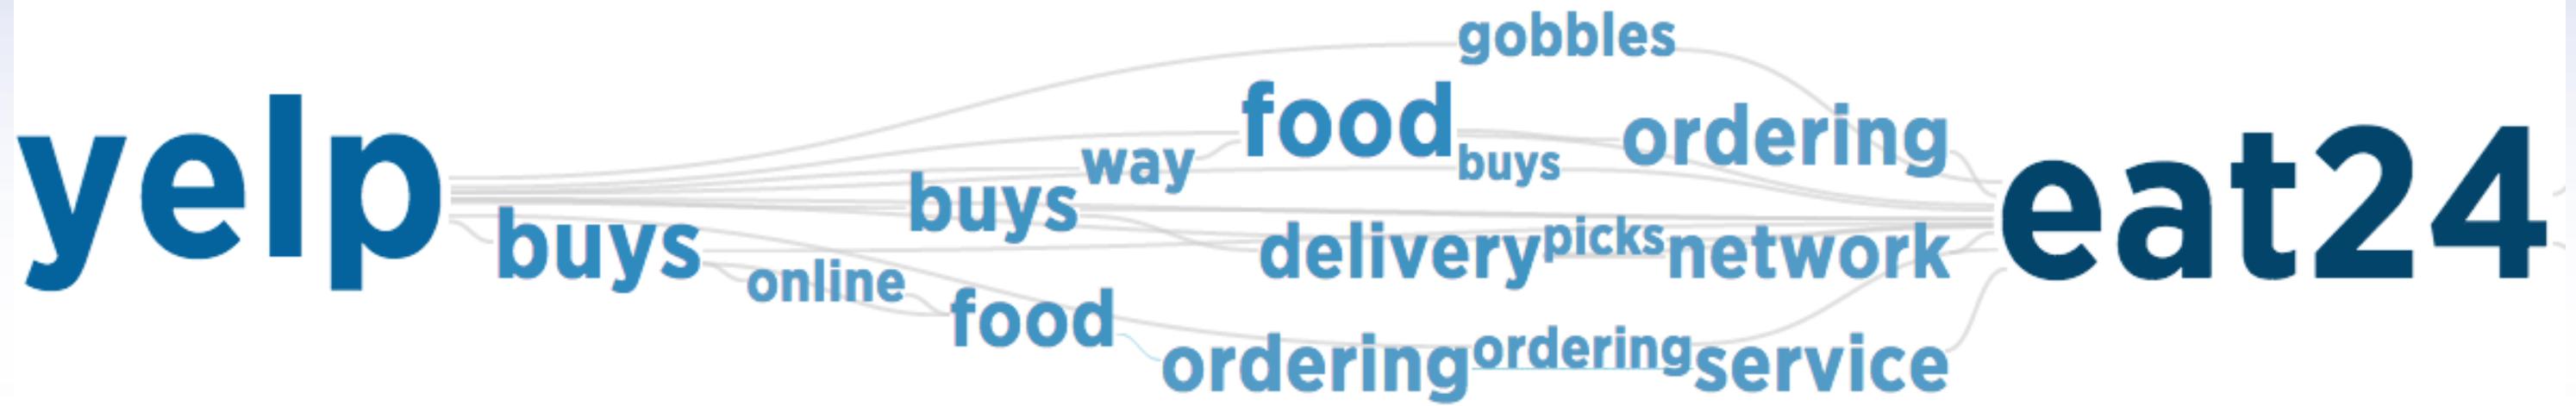 gobbles
yelp
food
ordering
way
buys
buys
buys
delivery
picks
network
eat24
online
food
ordering
ordering
service